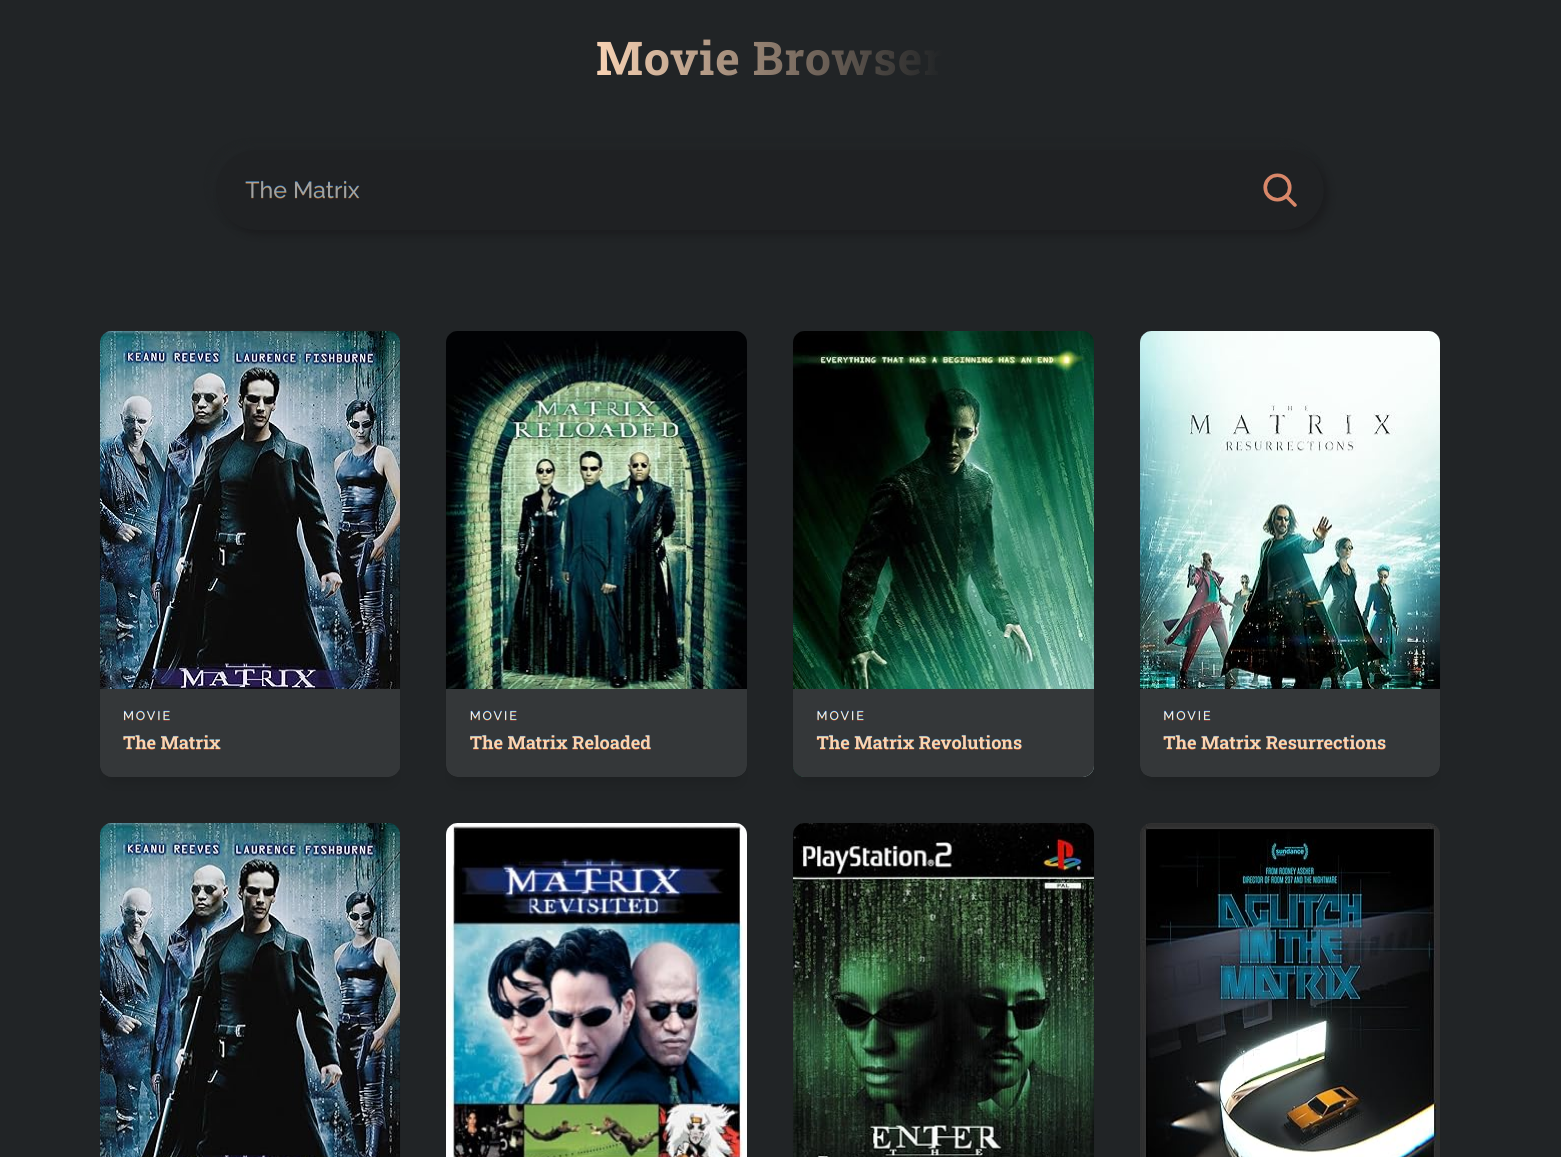 Movie Browser
The Matrix
KEANU REEVES LAURENCE FISHBURNE
THE
MATRIX
MOVIE
The Matrix
THE
MATRIX
RELOADED
MOVIE
The Matrix Reloaded
EVERYTHING THAT HAS A BEGINNING HAS AN END
MOVIE
The Matrix Revolutions
THE
MATRIX
RESURRECTIONS
MOVIE
The Matrix Resurrections
KEANU REEVES LAURENCE FISHBURNE
THE
MATRIX
REVISITED
PlayStation 2
PAL
ENTER
THE
sundance
FROM RODNEY ASCHER
DIRECTOR OF ROOM 237 AND THE NIGHTMARE
A GLITCH
IN THE
MATRIX